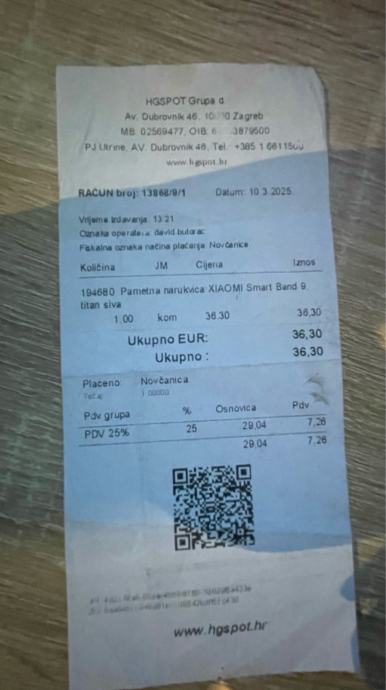 HGSPOT Grupa d
Av. Dubrovnik 46, Zagreb
MB: 02569477, OIB:
PJ Utrine, AV. Dubrovnik 46, Tel. +385 1
www.hgspot.hr
RAČUN broj: 13868/9/1 Datum: 10.3.2025.
Vrijeme Izdavanja: 13:21
Oznaka operatera: david.butorac
Fiskalna oznaka načina plaćanja: Novčanice
Količina JM Cijena Iznos
194680 Pametna narukvica XIAOMI Smart Band 9,
titan siva
1,00 kom 36,30 36,30
Ukupno EUR: 36,30
Ukupno : 36,30
Plaćeno: Novčanica
Tečaj:
Pdv grupa % Osnovica Pdv
PDV 25% 25 29,04 7,26
29,04 7,26
www.hgspot.hr